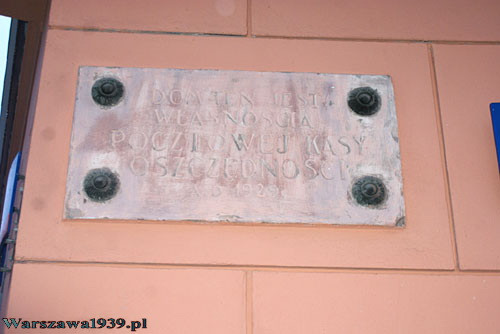 DOM TEN JEST
WŁASNOŚCIĄ
POCZTOWEJ KASY
OSZCZĘDNOŚCI
Warszawa1939.pl